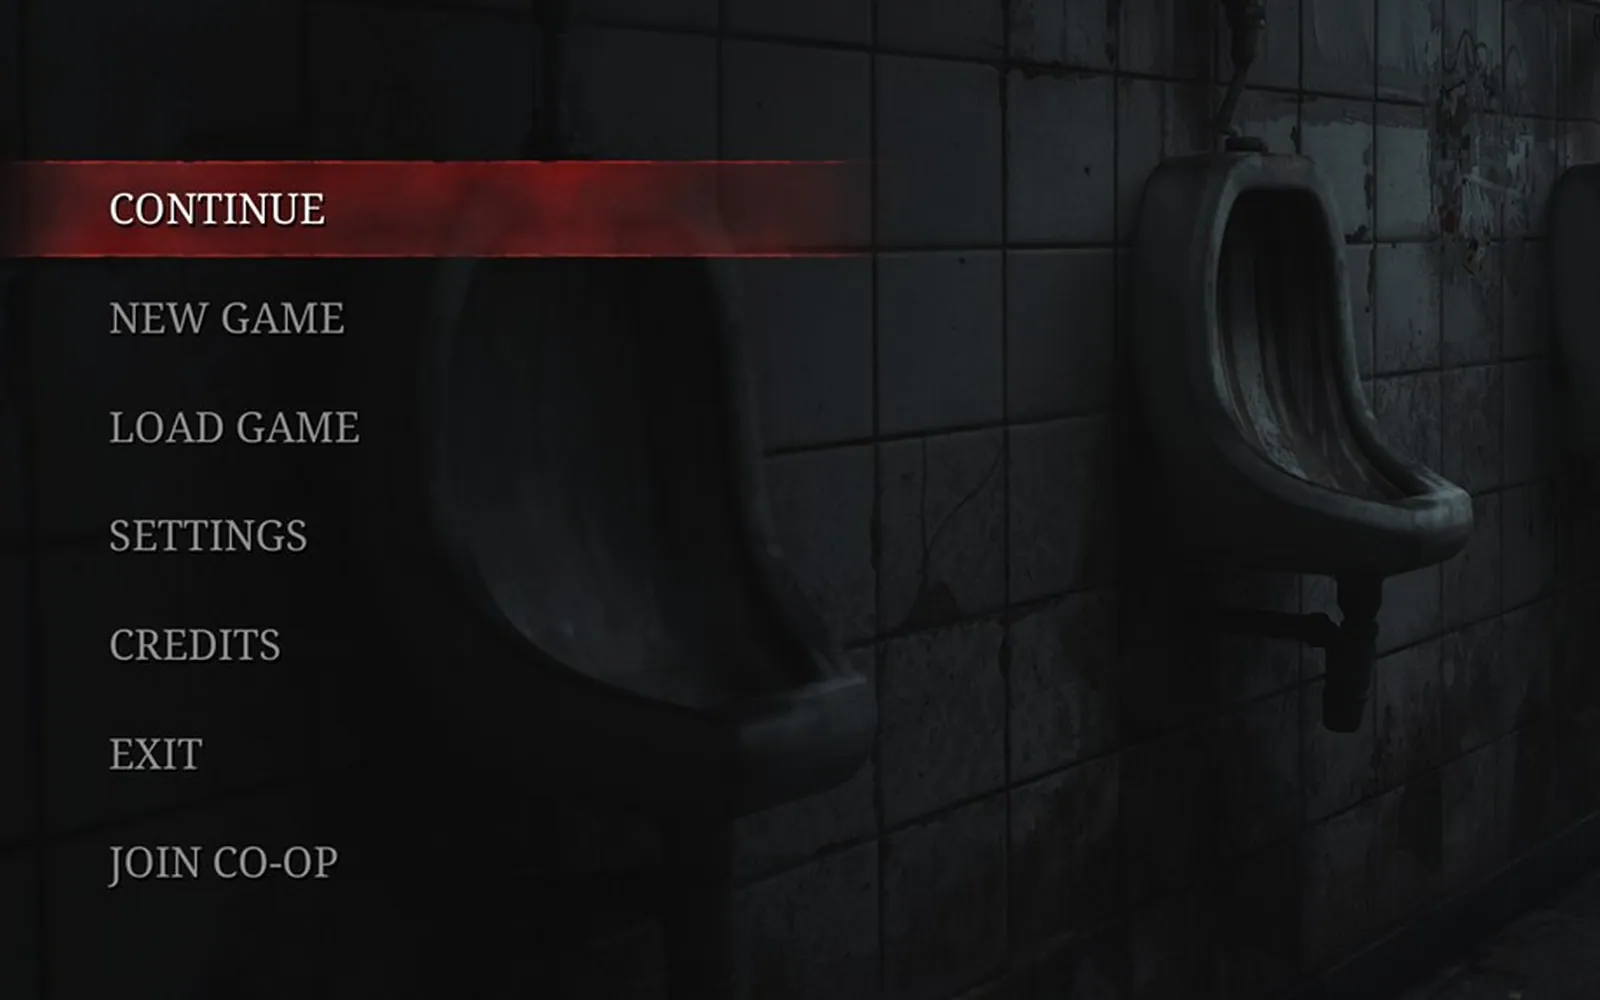 CONTINUE
NEW GAME
LOAD GAME
SETTINGS
CREDITS
EXIT
JOIN CO-OP